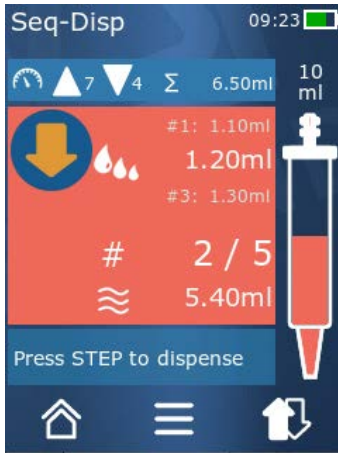 Seq-Disp 09:23
7 4 Σ 6.50ml
10 ml
#1: 1.10ml
1.20ml
#3: 1.30ml
# 2 / 5
5.40ml
Press STEP to dispense